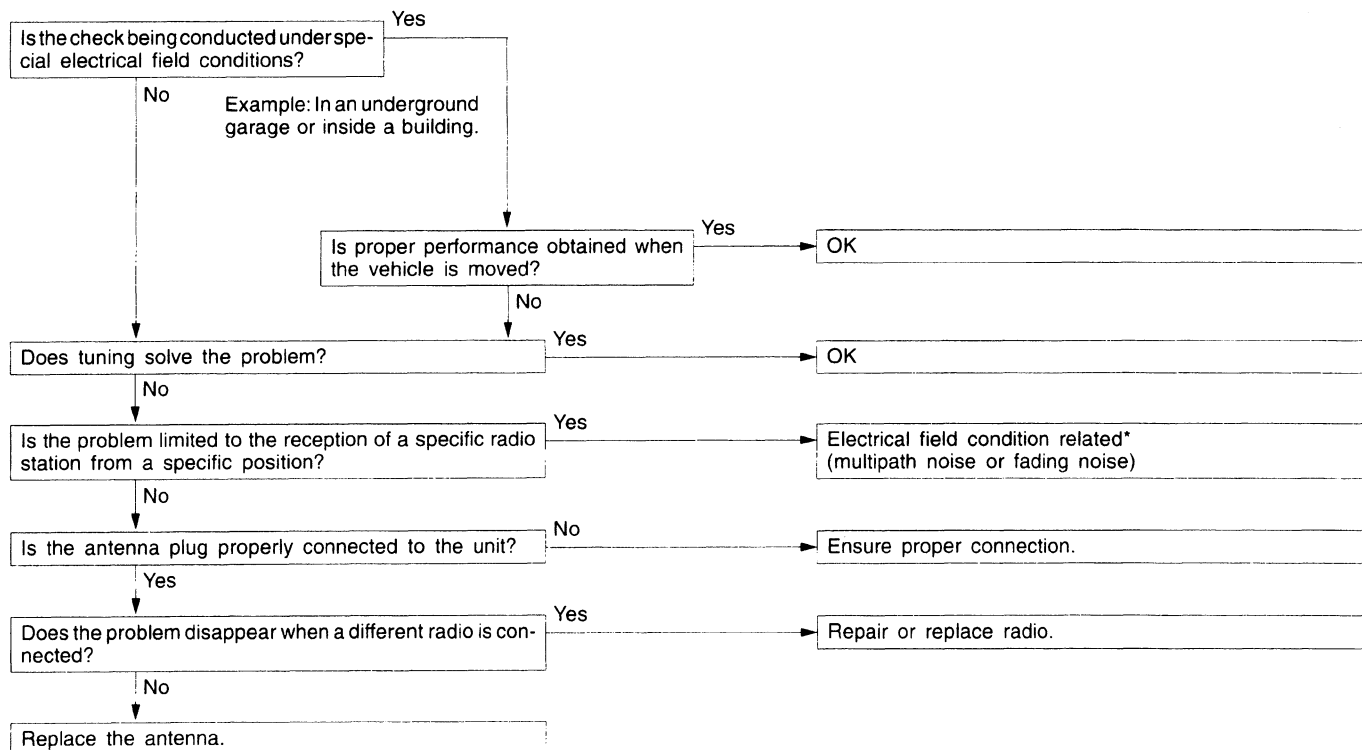 Yes
Is the check being conducted under spe-
cial electrical field conditions?
No
Example: In an underground
garage or inside a building.
Yes
Is proper performance obtained when
the vehicle is moved?
OK
No
Yes
Does tuning solve the problem?
OK
No
Yes
Is the problem limited to the reception of a specific radio
station from a specific position?
Electrical field condition related*
(multipath noise or fading noise)
No
No
Is the antenna plug properly connected to the unit?
Ensure proper connection.
Yes
Yes
Does the problem disappear when a different radio is con-
nected?
Repair or replace radio.
No
Replace the antenna.